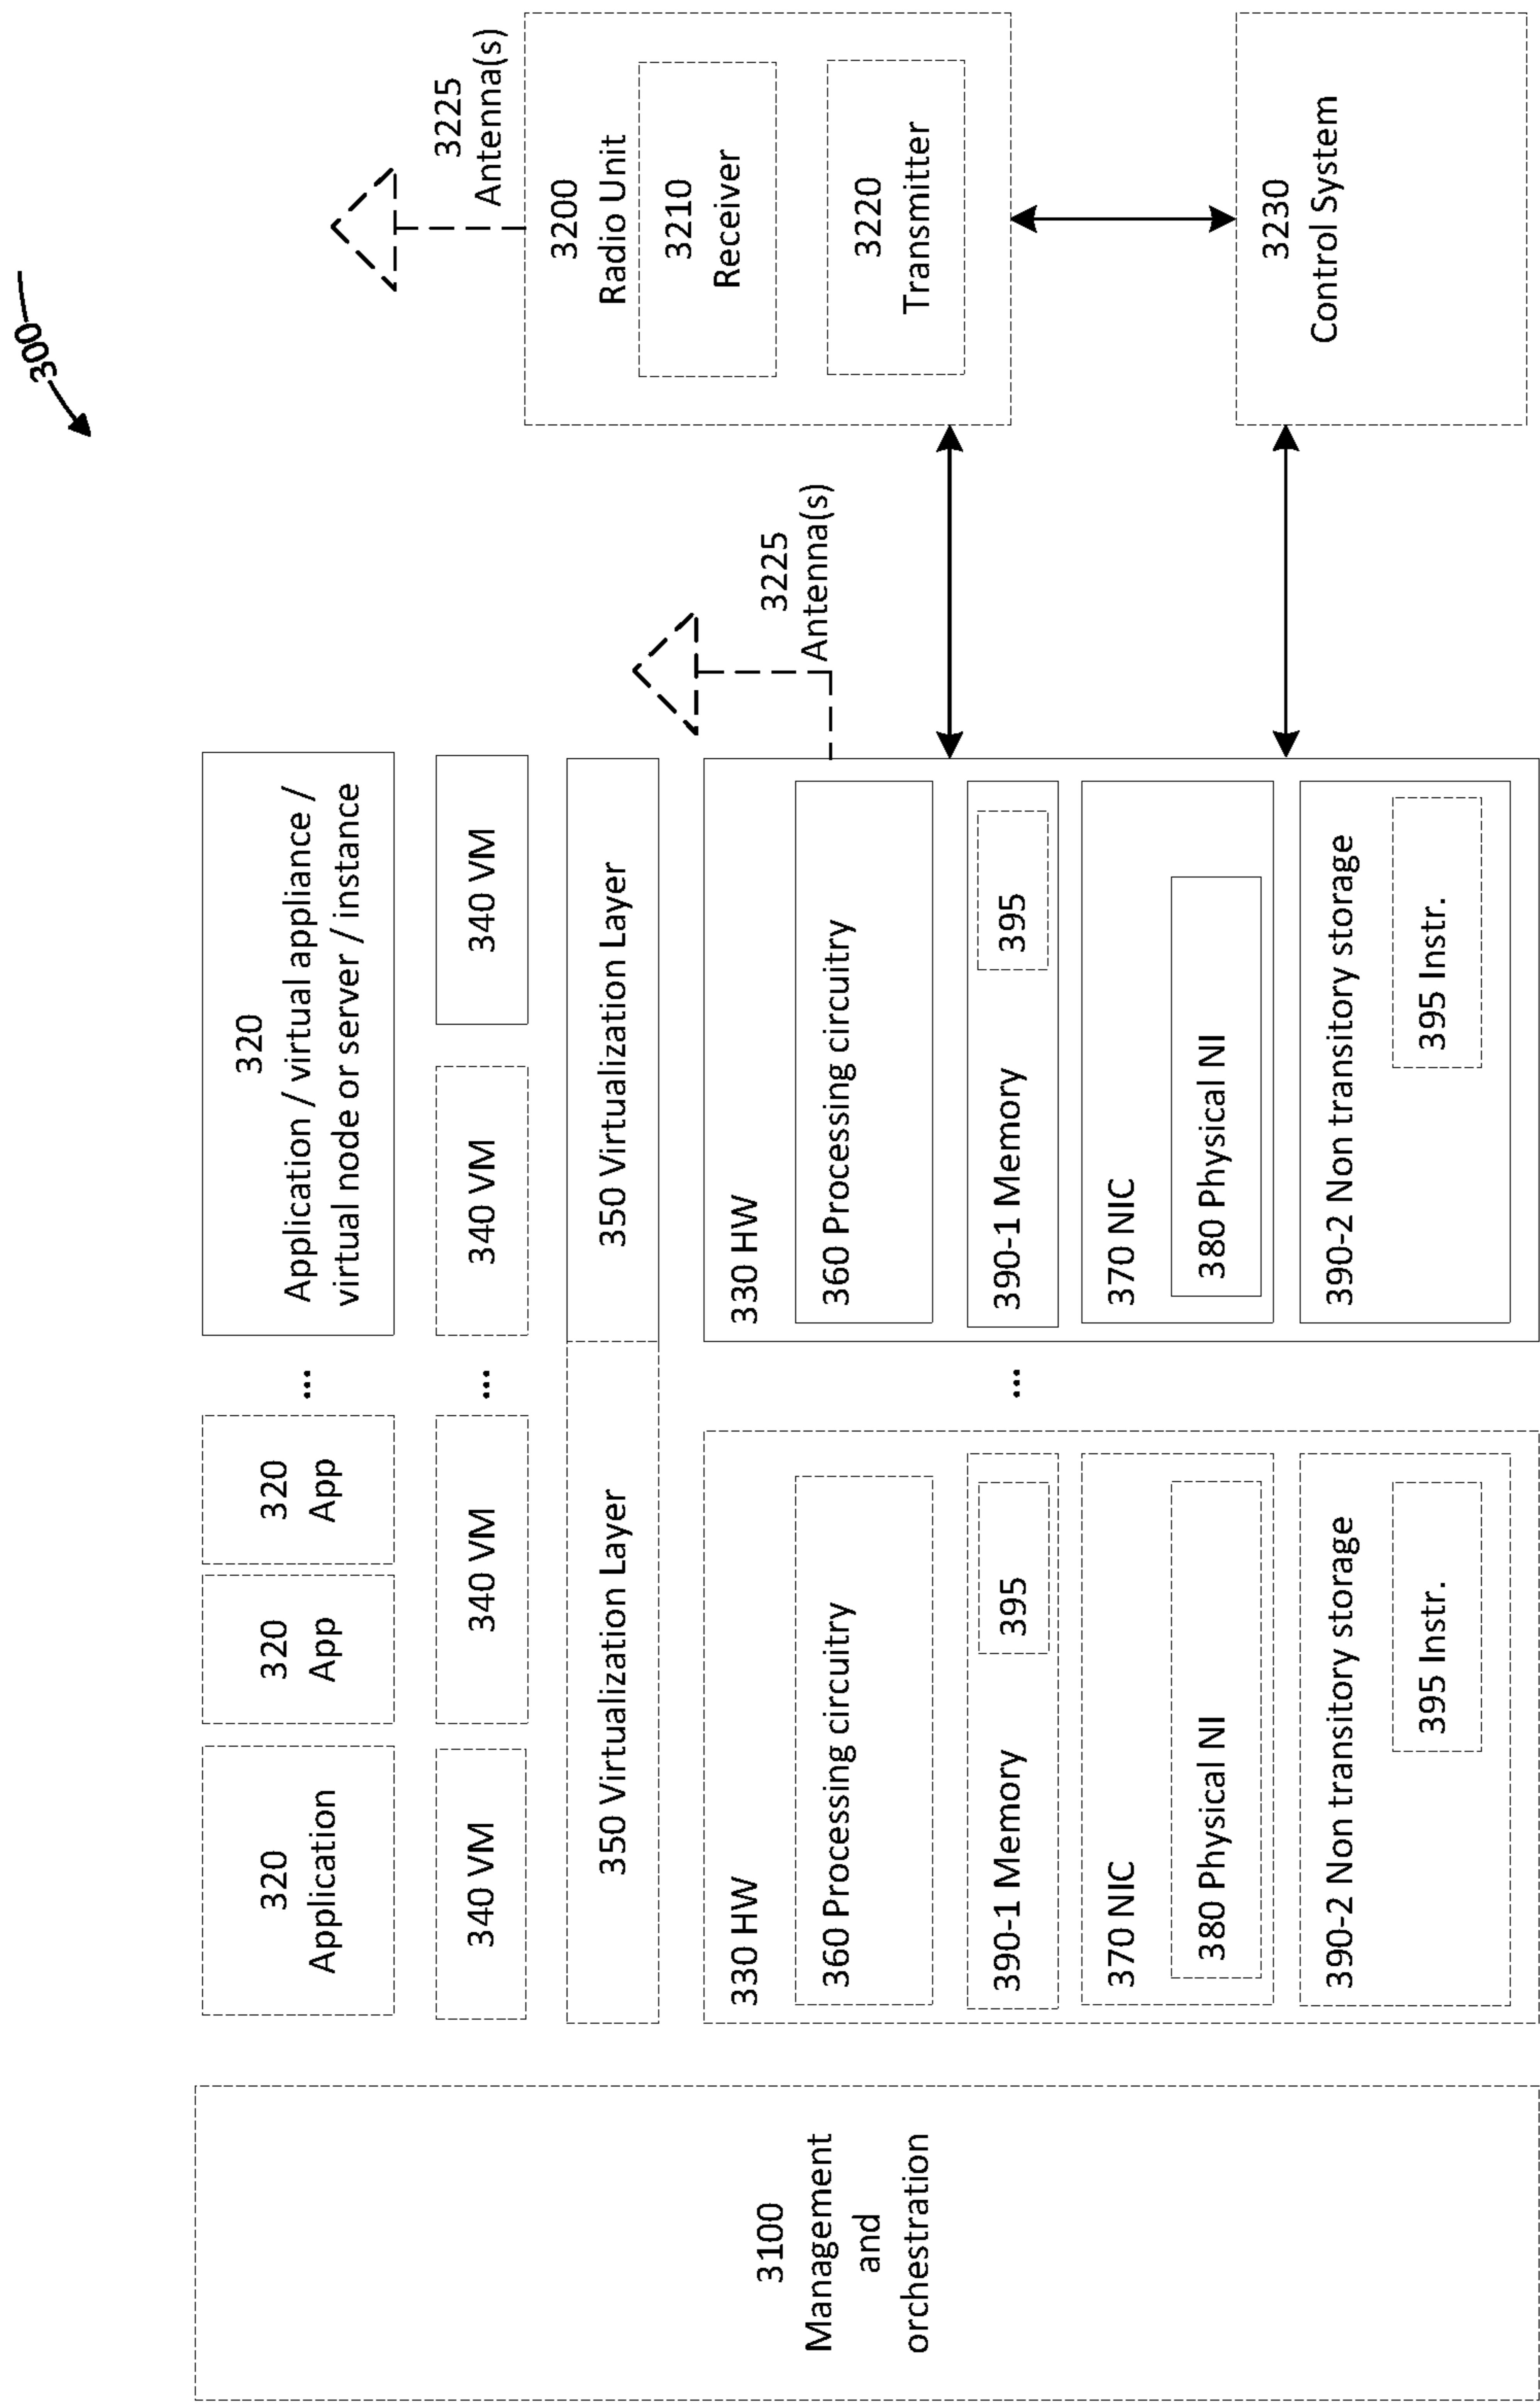 300
3100
Management
and
orchestration
320
Application
320
App
320
App
...
320
Application / virtual appliance /
virtual node or server / instance
340 VM
340 VM
...
340 VM
340 VM
350 Virtualization Layer
350 Virtualization Layer
330 HW
360 Processing circuitry
390-1 Memory
395
370 NIC
380 Physical NI
390-2 Non transitory storage
395 Instr.
...
330 HW
360 Processing circuitry
390-1 Memory
395
370 NIC
380 Physical NI
390-2 Non transitory storage
395 Instr.
3225
Antenna(s)
3225
Antenna(s)
3200
Radio Unit
3210
Receiver
3220
Transmitter
3230
Control System